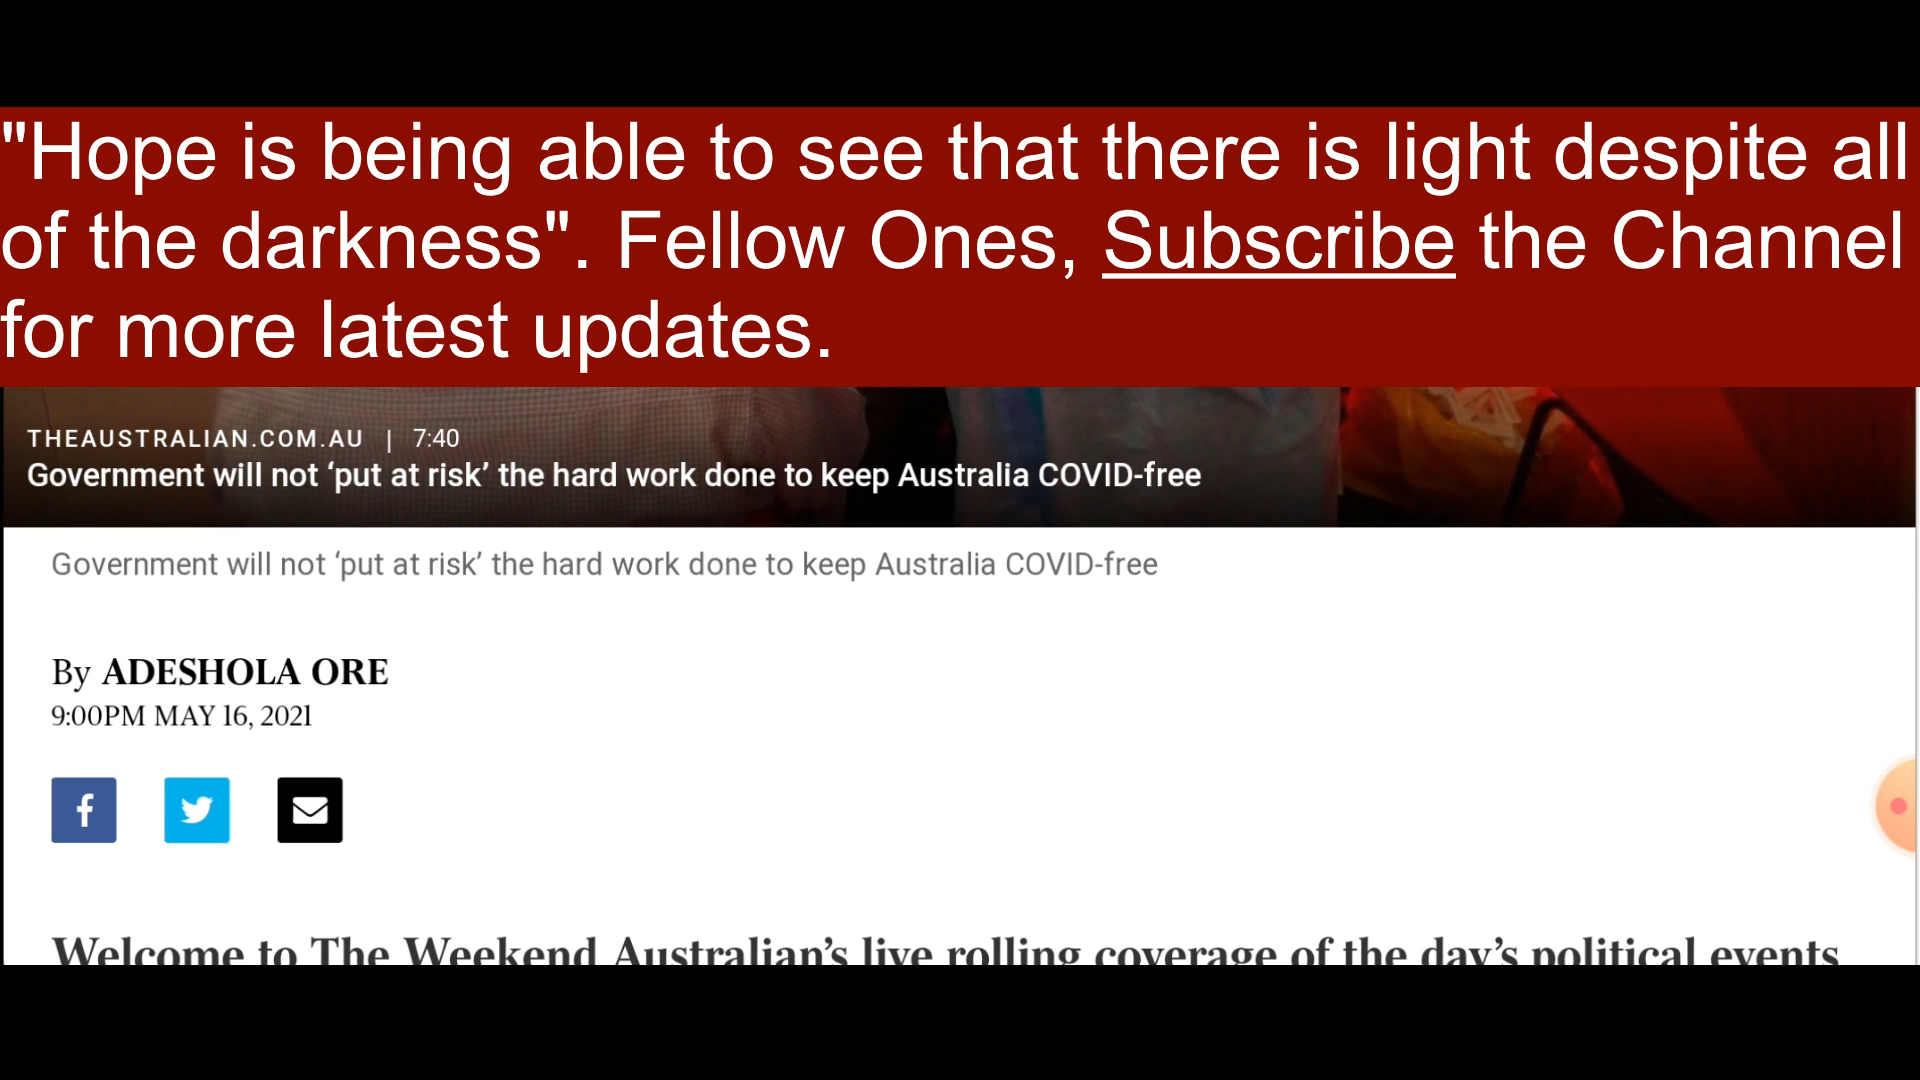 "Hope is being able to see that there is light despite all
of the darkness". Fellow Ones, Subscribe the Channel
for more latest updates.
THEAUSTRALIAN.COM.AU | 7:40
Government will not ‘put at risk’ the hard work done to keep Australia COVID-free
Government will not ‘put at risk’ the hard work done to keep Australia COVID-free
By ADESHOLA ORE
9:00PM MAY 16, 2021
Welcome to The Weekend Australian’s live rolling coverage of the day’s political events